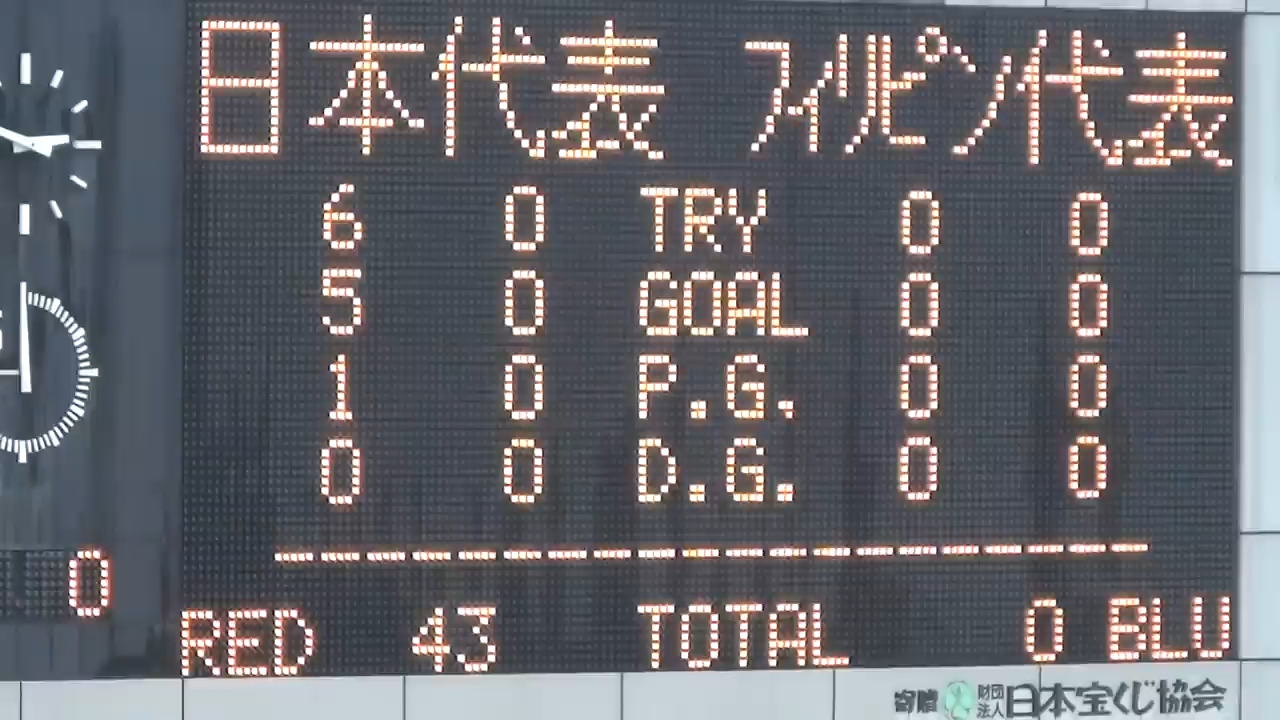 日本代表 フィリピン代表
6 0 TRY 0 0
5 0 GOAL 0 0
1 0 P.G. 0 0
0 0 D.G. 0 0
0
RED 43 TOTAL 0 BLU
寄贈 財団法人 日本宝くじ協会